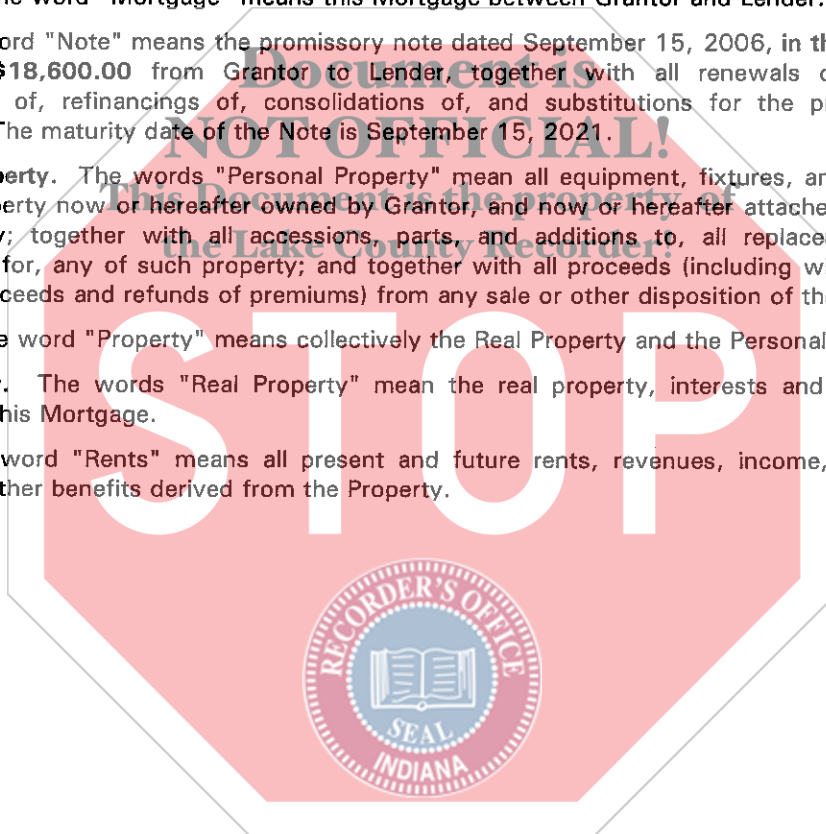 he word "Mortgage" means this Mortgage between Grantor and Lender.
ord "Note" means the promissory note dated September 15, 2006, in th
$18,600.00 from Grantor to Lender, together with all renewals o
of, refinancings of, consolidations of, and substitutions for the p
The maturity date of the Note is September 15, 2021.
perty. The words "Personal Property" mean all equipment, fixtures, an
perty now or hereafter owned by Grantor, and now or hereafter attache
y; together with all accessions, parts, and additions to, all replace
for, any of such property; and together with all proceeds (including wi
ceeds and refunds of premiums) from any sale or other disposition of the
e word "Property" means collectively the Real Property and the Personal
. The words "Real Property" mean the real property, interests and
his Mortgage.
word "Rents" means all present and future rents, revenues, income,
ther benefits derived from the Property.
Document is
NOT OFFICIAL!
This Document is the property of
the Lake County Recorder!
STOP
RECORDER'S OFFICE
SEAL
INDIANA